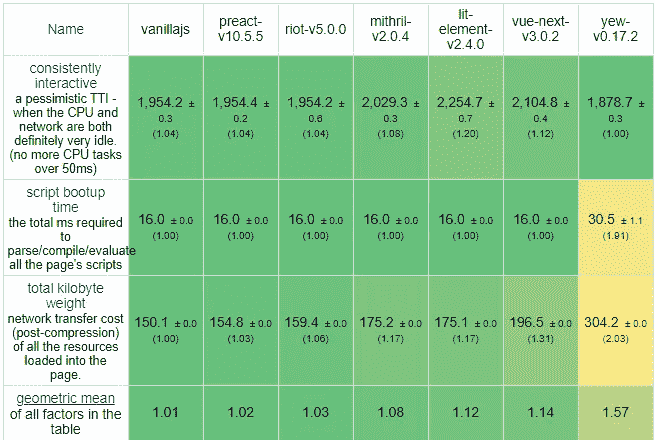 Name
vanillajs
preact-
v10.5.5
riot-v5.0.0
mithril-
v2.0.4
lit-
element-
v2.4.0
vue-next-
v3.0.2
yew-
v0.17.2
consistently
interactive
a pessimistic TTI -
when the CPU and
network are both
definitely very idle.
(no more CPU tasks
over 50ms)
1,954.2 ±
0.3
(1.04)
1,954.4 ±
0.2
(1.04)
1,954.2 ±
0.6
(1.04)
2,029.3 ±
0.3
(1.08)
2,254.7 ±
0.7
(1.20)
2,104.8 ±
0.4
(1.12)
1,878.7 ±
0.3
(1.00)
script bootup
time
the total ms required
to
parse/compile/evaluate
all the page's scripts
16.0 ± 0.0
(1.00)
16.0 ± 0.0
(1.00)
16.0 ± 0.0
(1.00)
16.0 ± 0.0
(1.00)
16.0 ± 0.0
(1.00)
16.0 ± 0.0
(1.00)
30.5 ± 1.1
(1.91)
total kilobyte
weight
network transfer cost
(post-compression)
of all the resources
loaded into the
page.
150.1 ± 0.0
(1.00)
154.8 ± 0.0
(1.03)
159.4 ± 0.0
(1.06)
175.2 ± 0.0
(1.17)
175.1 ± 0.0
(1.17)
196.5 ± 0.0
(1.31)
304.2 ± 0.0
(2.03)
geometric mean
of all factors in the
table
1.01
1.02
1.03
1.08
1.12
1.14
1.57